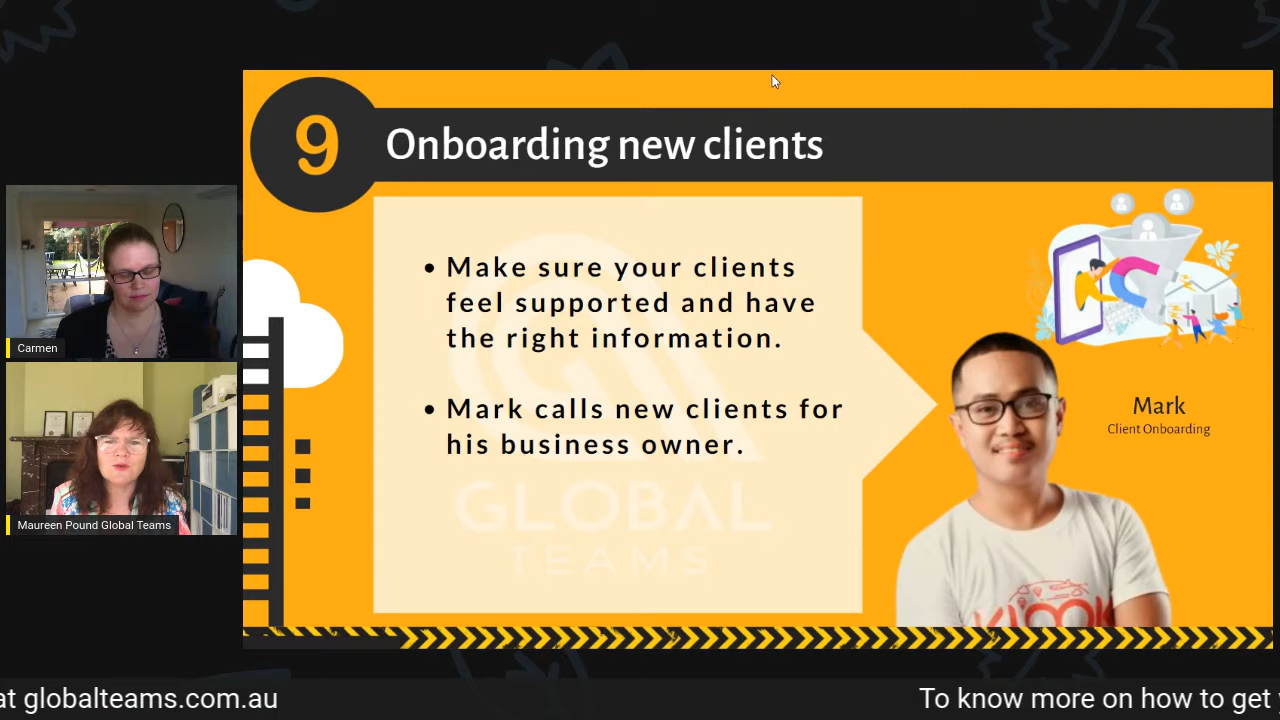 9
Onboarding new clients
• Make sure your clients
feel supported and have
the right information.
• Mark calls new clients for
his business owner.
GLOBAL
TEAMS
Mark
Client Onboarding
Carmen
Maureen Pound Global Teams
at globalteams.com.au
To know more on how to get